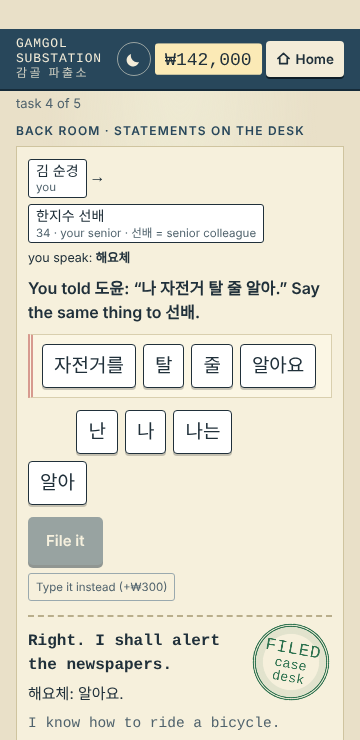 GAMGOL
SUBSTATION
감골 파출소
₩142,000
Home
task 4 of 5
BACK ROOM · STATEMENTS ON THE DESK
김 순경
you
→
한지수 선배
34 · your senior · 선배 = senior colleague
you speak: 해요체
You told 도윤: “나 자전거 탈 줄 알아.” Say
the same thing to 선배.
자전거를 탈 줄 알아요
난 나 나는
알아
File it
Type it instead (+₩300)
Right. I shall alert
the newspapers.
FILED
case
desk
해요체: 알아요.
I know how to ride a bicycle.